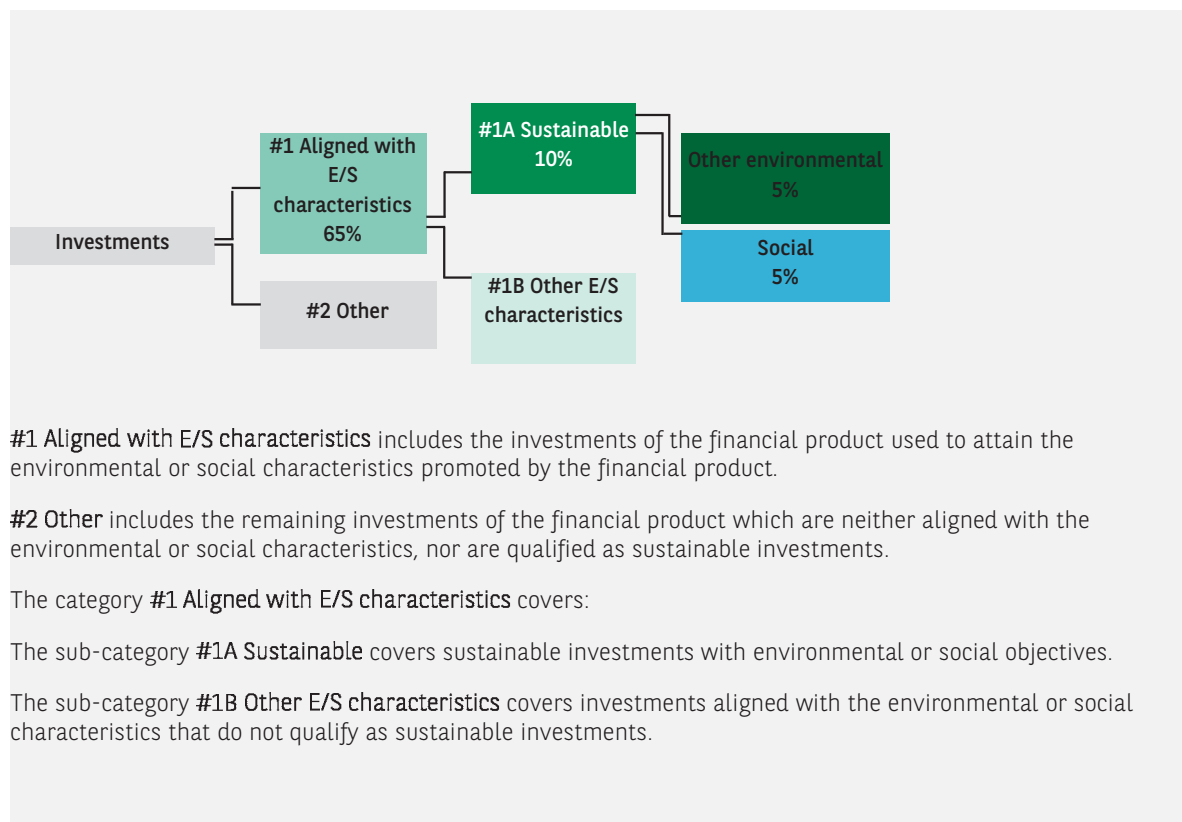 Investments
#1 Aligned with
E/S
characteristics
65%
#2 Other
#1A Sustainable
10%
#1B Other E/S
characteristics
Other environmental
5%
Social
5%
#1 Aligned with E/S characteristics includes the investments of the financial product used to attain the
environmental or social characteristics promoted by the financial product.
#2 Other includes the remaining investments of the financial product which are neither aligned with the
environmental or social characteristics, nor are qualified as sustainable investments.
The category #1 Aligned with E/S characteristics covers:
The sub-category #1A Sustainable covers sustainable investments with environmental or social objectives.
The sub-category #1B Other E/S characteristics covers investments aligned with the environmental or social
characteristics that do not qualify as sustainable investments.